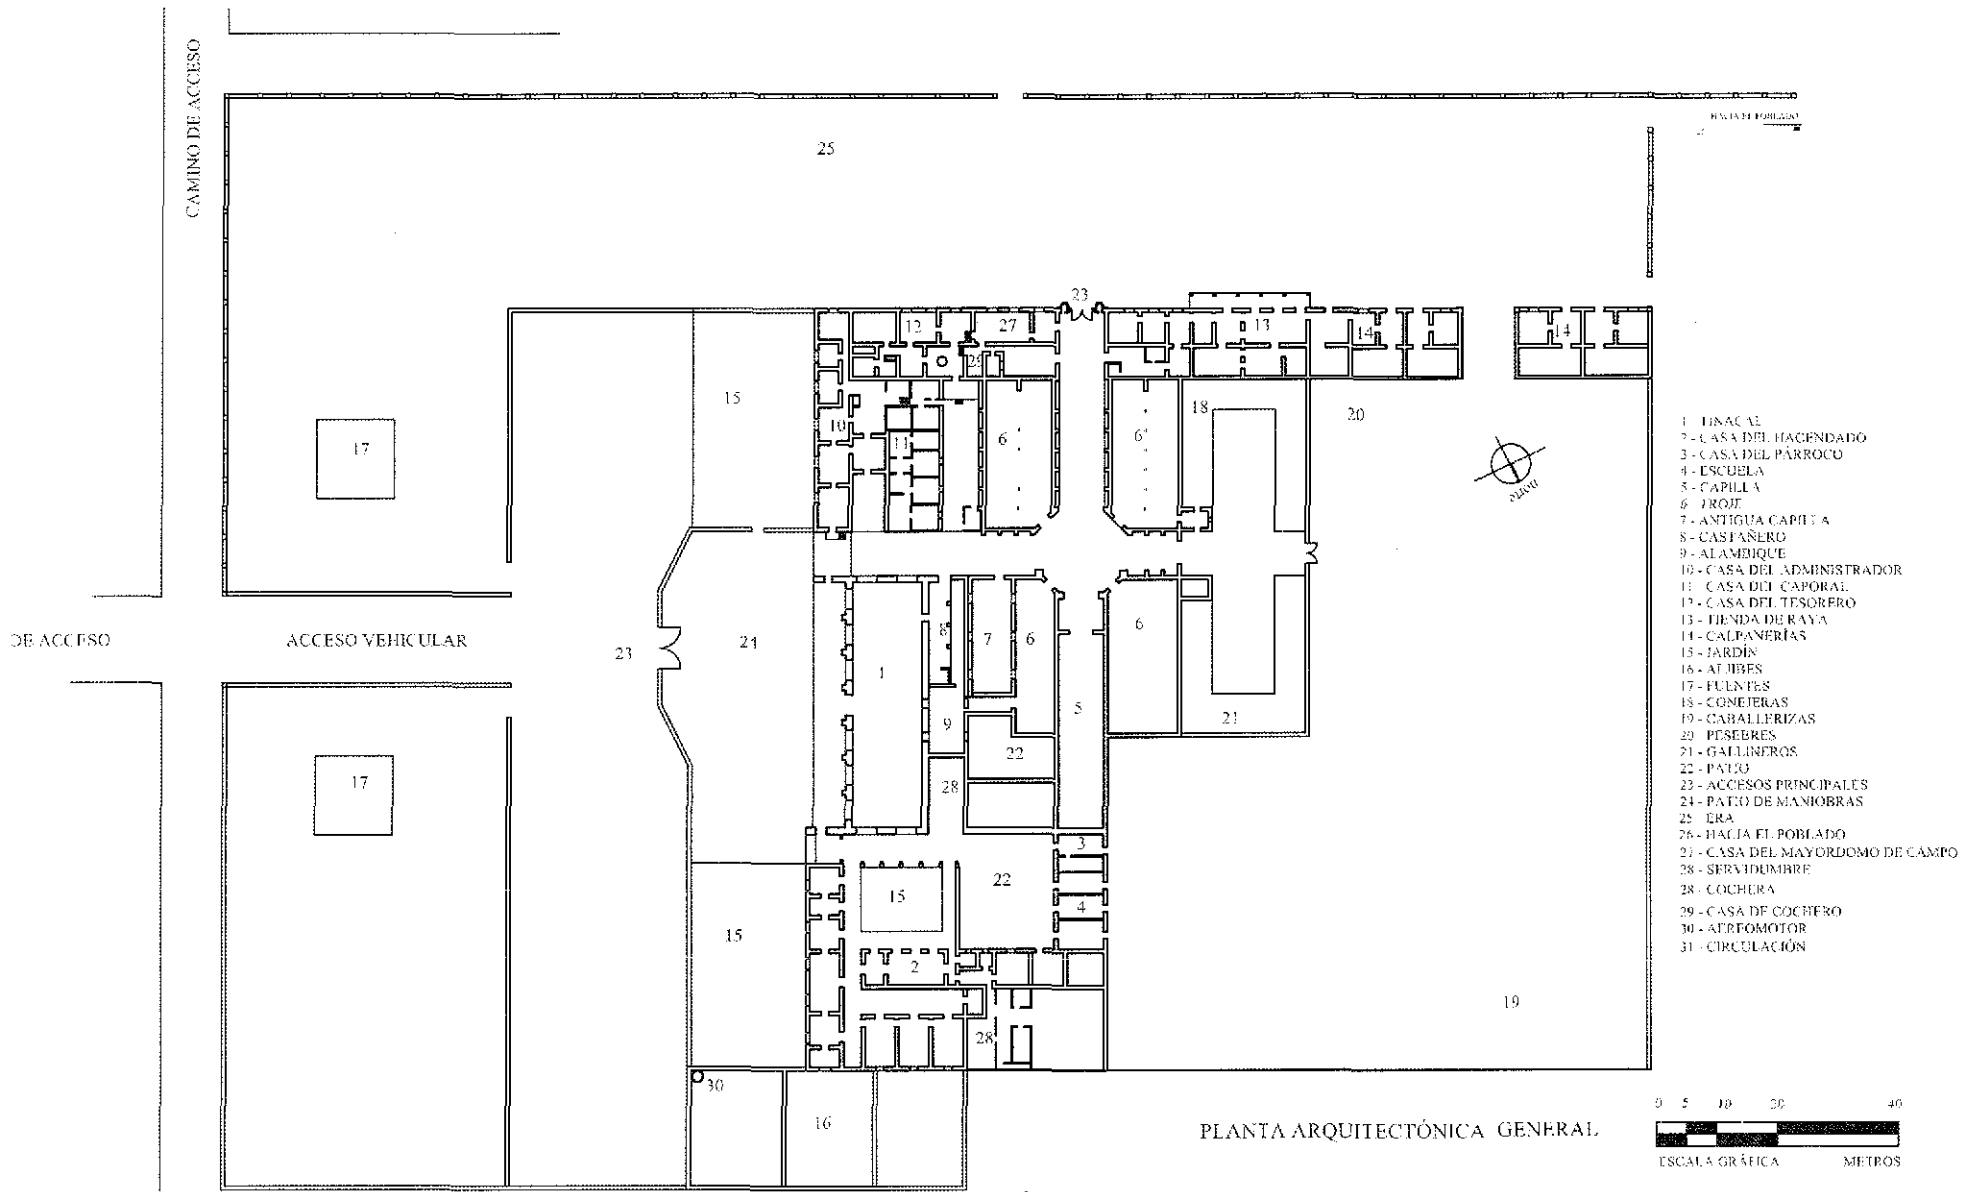 CAMINO DE ACCESO
25
HACIA EL POBLADO
23
12
27
13
14
14
29
15
10
11
6
6
18
20
17
norte
DE ACCESO
ACCESO VEHICULAR
23
24
1
8
7
6
5
6
9
22
21
17
28
3
15
22
4
15
2
19
28
30
16
1 - TINACAL
2 - CASA DEL HACENDADO
3 - CASA DEL PÁRROCO
4 - ESCUELA
5 - CAPILLA
6 - TROJE
7 - ANTIGUA CAPILLA
8 - CASTAÑERO
9 - ALAMBIQUE
10 - CASA DEL ADMINISTRADOR
11 - CASA DEL CAPORAL
12 - CASA DEL TESORERO
13 - TIENDA DE RAYA
14 - CALPANERÍAS
15 - JARDÍN
16 - ALJIBES
17 - FUENTES
18 - CONEJERAS
19 - CABALLERIZAS
20 - PESEBRES
21 - GALLINEROS
22 - PATIO
23 - ACCESOS PRINCIPALES
24 - PATIO DE MANIOBRAS
25 - ERA
26 - HACIA EL POBLADO
27 - CASA DEL MAYORDOMO DE CAMPO
28 - SERVIDUMBRE
28 - COCHERA
29 - CASA DE COCHERO
30 - AEREOMOTOR
31 - CIRCULACIÓN
PLANTA ARQUITECTÓNICA GENERAL
0 5 10 20 40
ESCALA GRÁFICA METROS